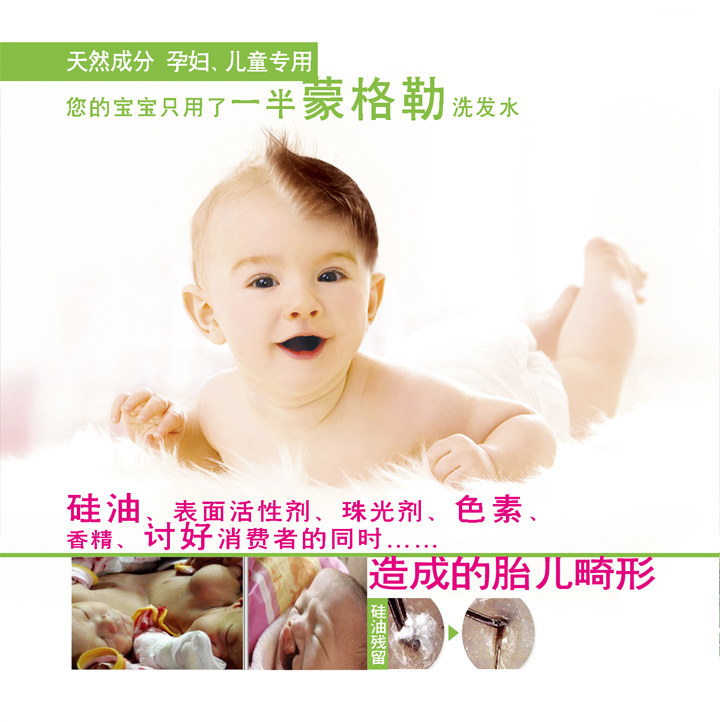 天然成分 孕妇、儿童专用
您的宝宝只用了一半蒙格勒洗发水
硅油、表面活性剂、珠光剂、色素、
香精、讨好消费者的同时……
造成的胎儿畸形
硅油残留